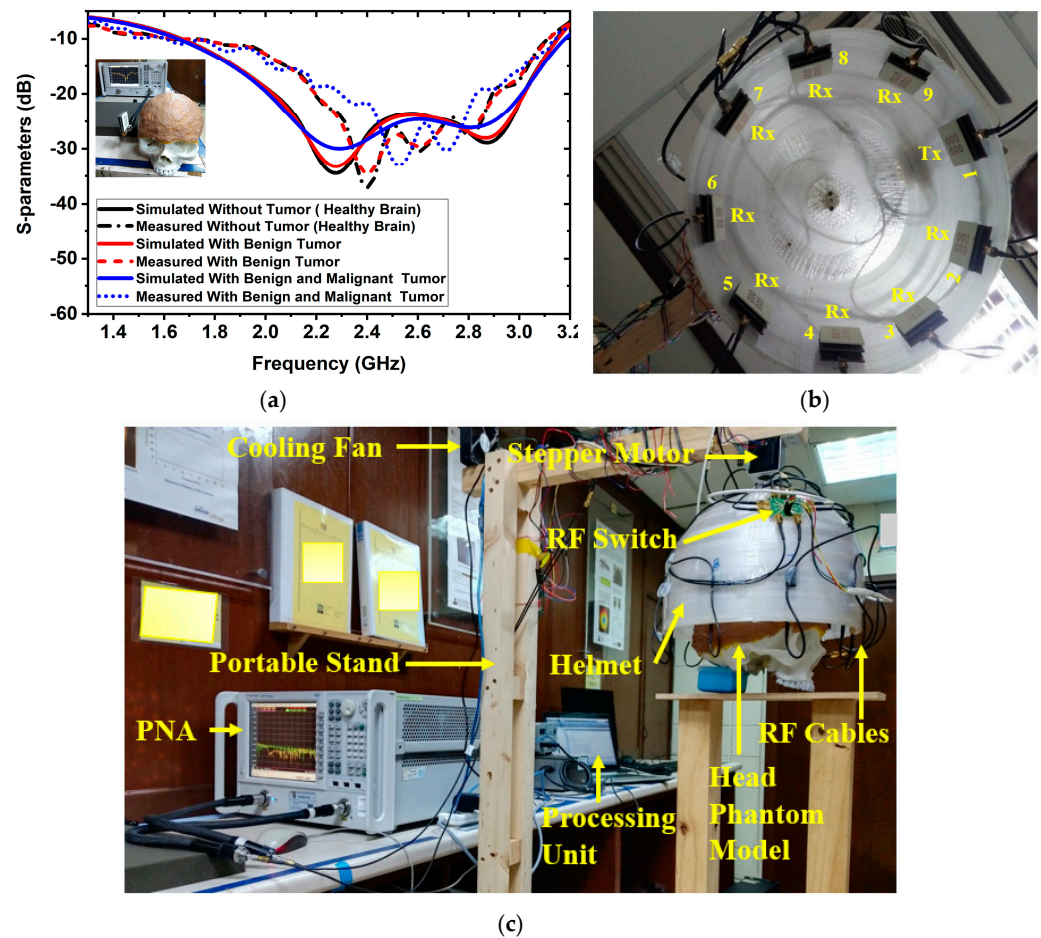 S-parameters (dB)
-10
-20
-30
-40
-50
-60
Simulated Without Tumor ( Healthy Brain)
Measured Without Tumor (Healthy Brain)
Simulated With Benign Tumor
Measured With Benign Tumor
Simulated With Benign and Malignant Tumor
Measured With Benign and Malignant Tumor
1.4 1.6 1.8 2.0 2.2 2.4 2.6 2.8 3.0 3.2
Frequency (GHz)
(a)
8
Rx
Rx
9
7
Rx
Tx
1
6
Rx
Rx
2
5
Rx
Rx
Rx
4
3
(b)
Cooling Fan
Stepper Motor
RF Switch
Portable Stand
Helmet
PNA
RF Cables
Processing
Unit
Head
Phantom
Model
(c)